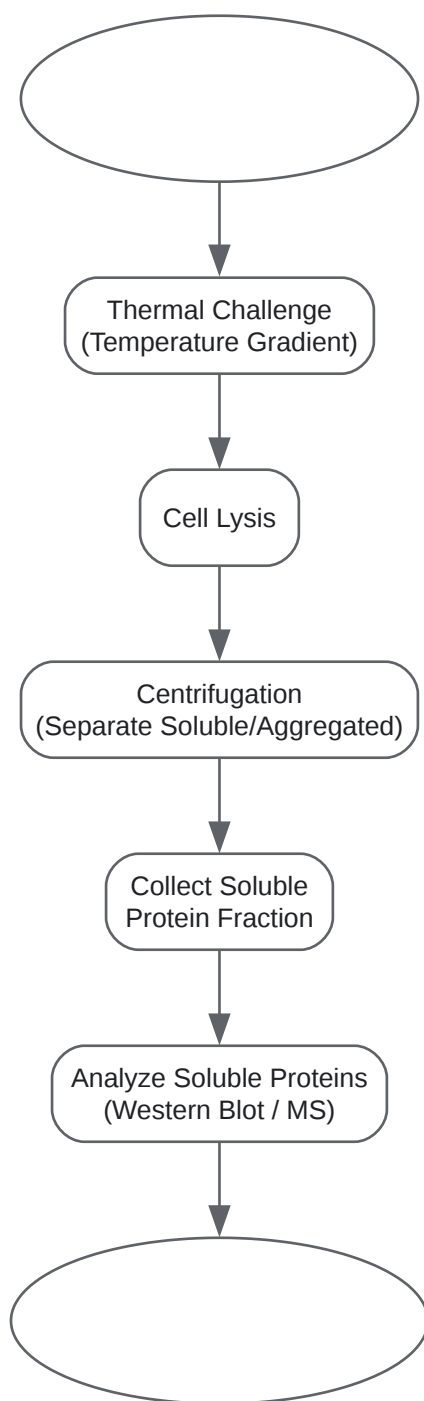 Thermal Challenge
(Temperature Gradient)
Cell Lysis
Centrifugation
(Separate Soluble/Aggregated)
Collect Soluble
Protein Fraction
Analyze Soluble Proteins
(Western Blot / MS)